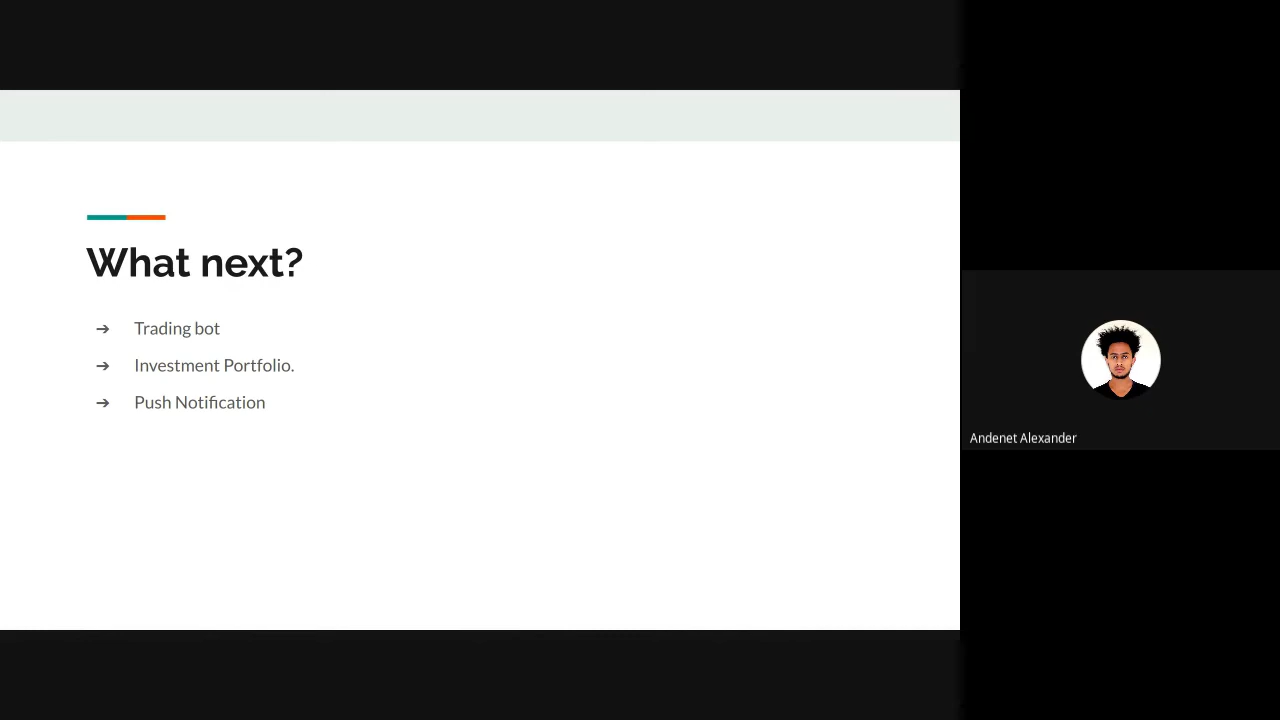 What next?
➔ Trading bot
➔ Investment Portfolio.
➔ Push Notification
Andenet Alexander